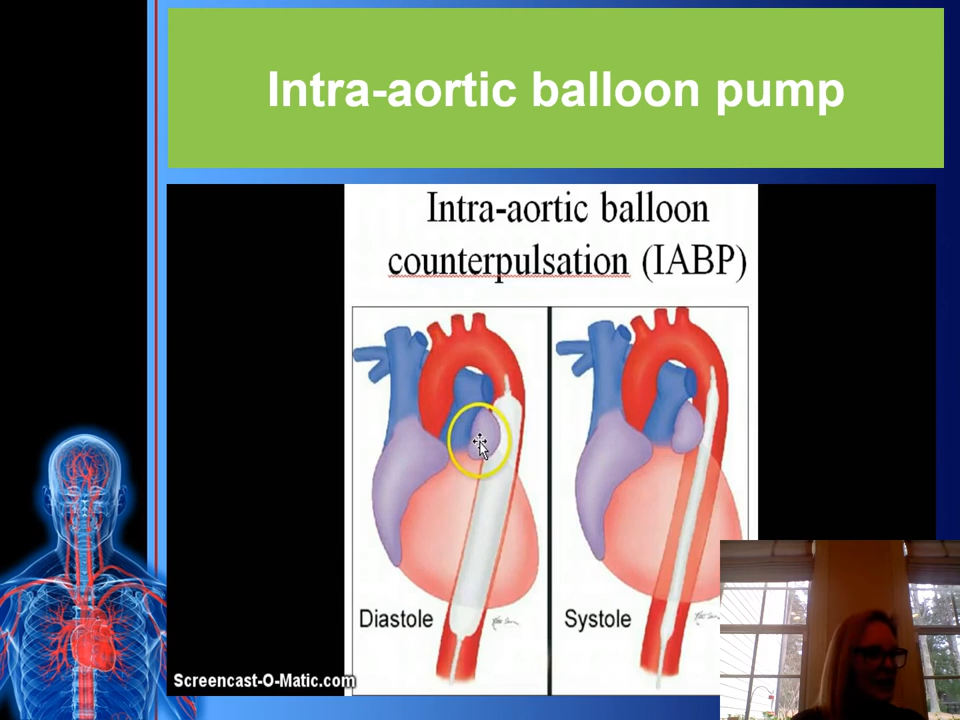 Intra-aortic balloon pump
Intra-aortic balloon
counterpulsation (IABP)
Diastole
Systole
Screencast-O-Matic.com